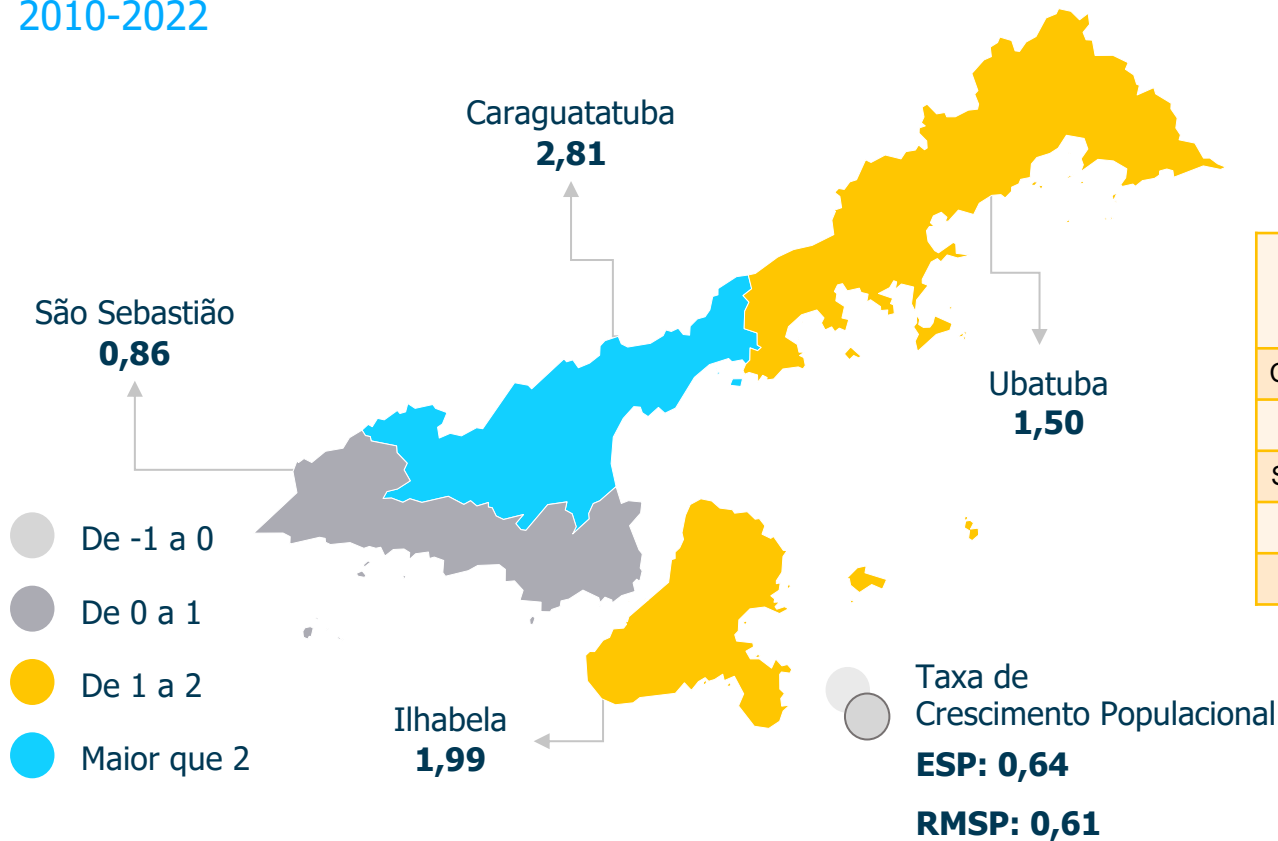 2010-2022
Caraguatatuba
2,81
São Sebastião
0,86
Ubatuba
1,50
De -1 a 0
De 0 a 1
De 1 a 2
Maior que 2
Ilhabela
1,99
Taxa de
Crescimento Populacional
ESP: 0,64
RMSP: 0,61